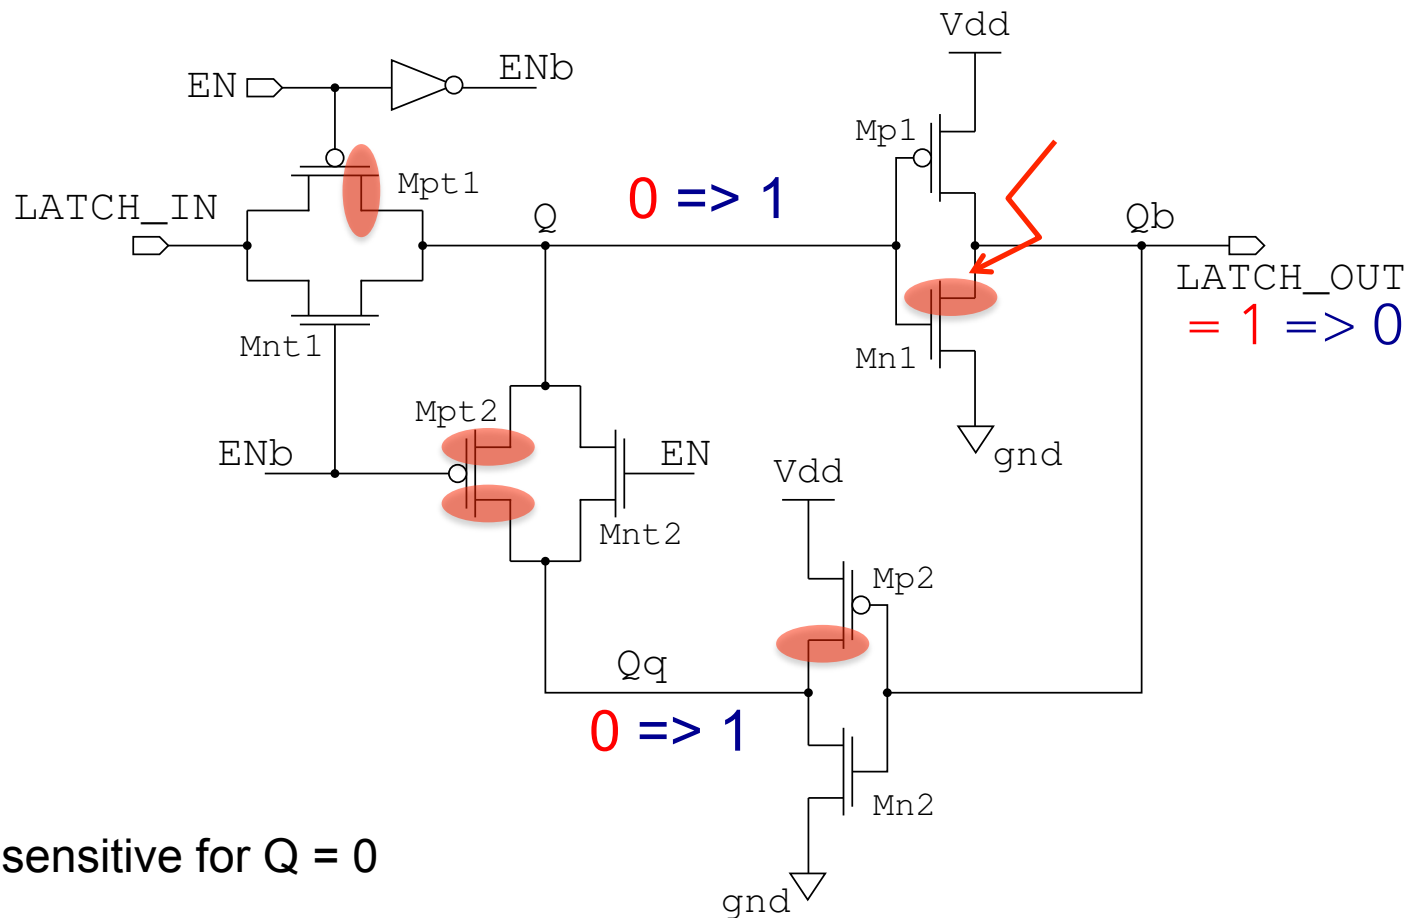 Vdd
EN
ENb
Mp1
Mpt1
0 => 1
LATCH_IN
Q
Qb
LATCH_OUT
= 1 => 0
Mnt1
Mn1
Mpt2
ENb
EN
gnd
Vdd
Mnt2
Mp2
Qq
0 => 1
Mn2
sensitive for Q = 0
gnd